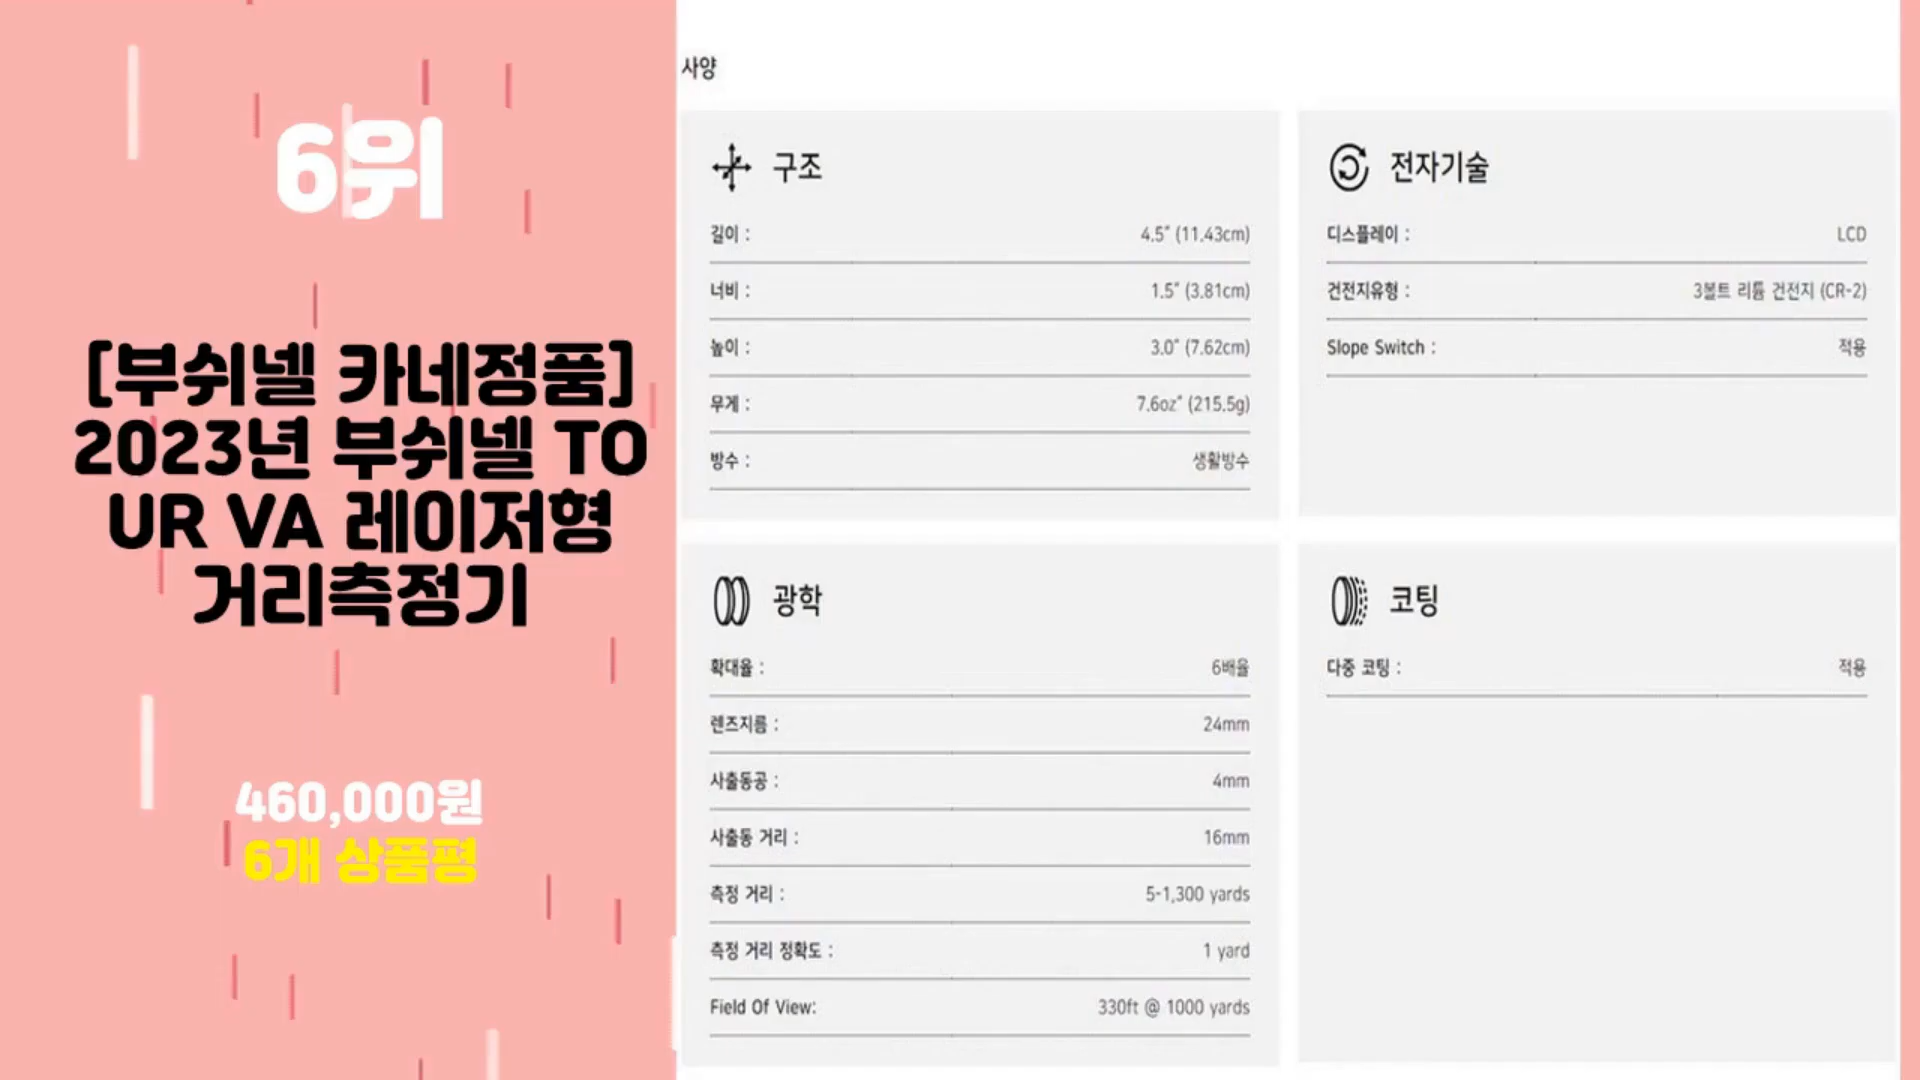 6위
[부쉬넬 카네정품]
2023년 부쉬넬 TO
UR VA 레이저형
거리측정기
460,000원
6개 상품평
사양
구조
길이 : 4.5" (11.43cm)
너비 : 1.5" (3.81cm)
높이 : 3.0" (7.62cm)
무게 : 7.6oz" (215.5g)
방수 : 생활방수
전자기술
디스플레이 : LCD
건전지유형 : 3볼트 리튬 건전지 (CR-2)
Slope Switch : 적용
광학
확대율 : 6배율
렌즈지름 : 24mm
사출동공 : 4mm
사출동 거리 : 16mm
측정 거리 : 5-1,300 yards
측정 거리 정확도 : 1 yard
Field Of View: 330ft @ 1000 yards
코팅
다중 코팅 : 적용